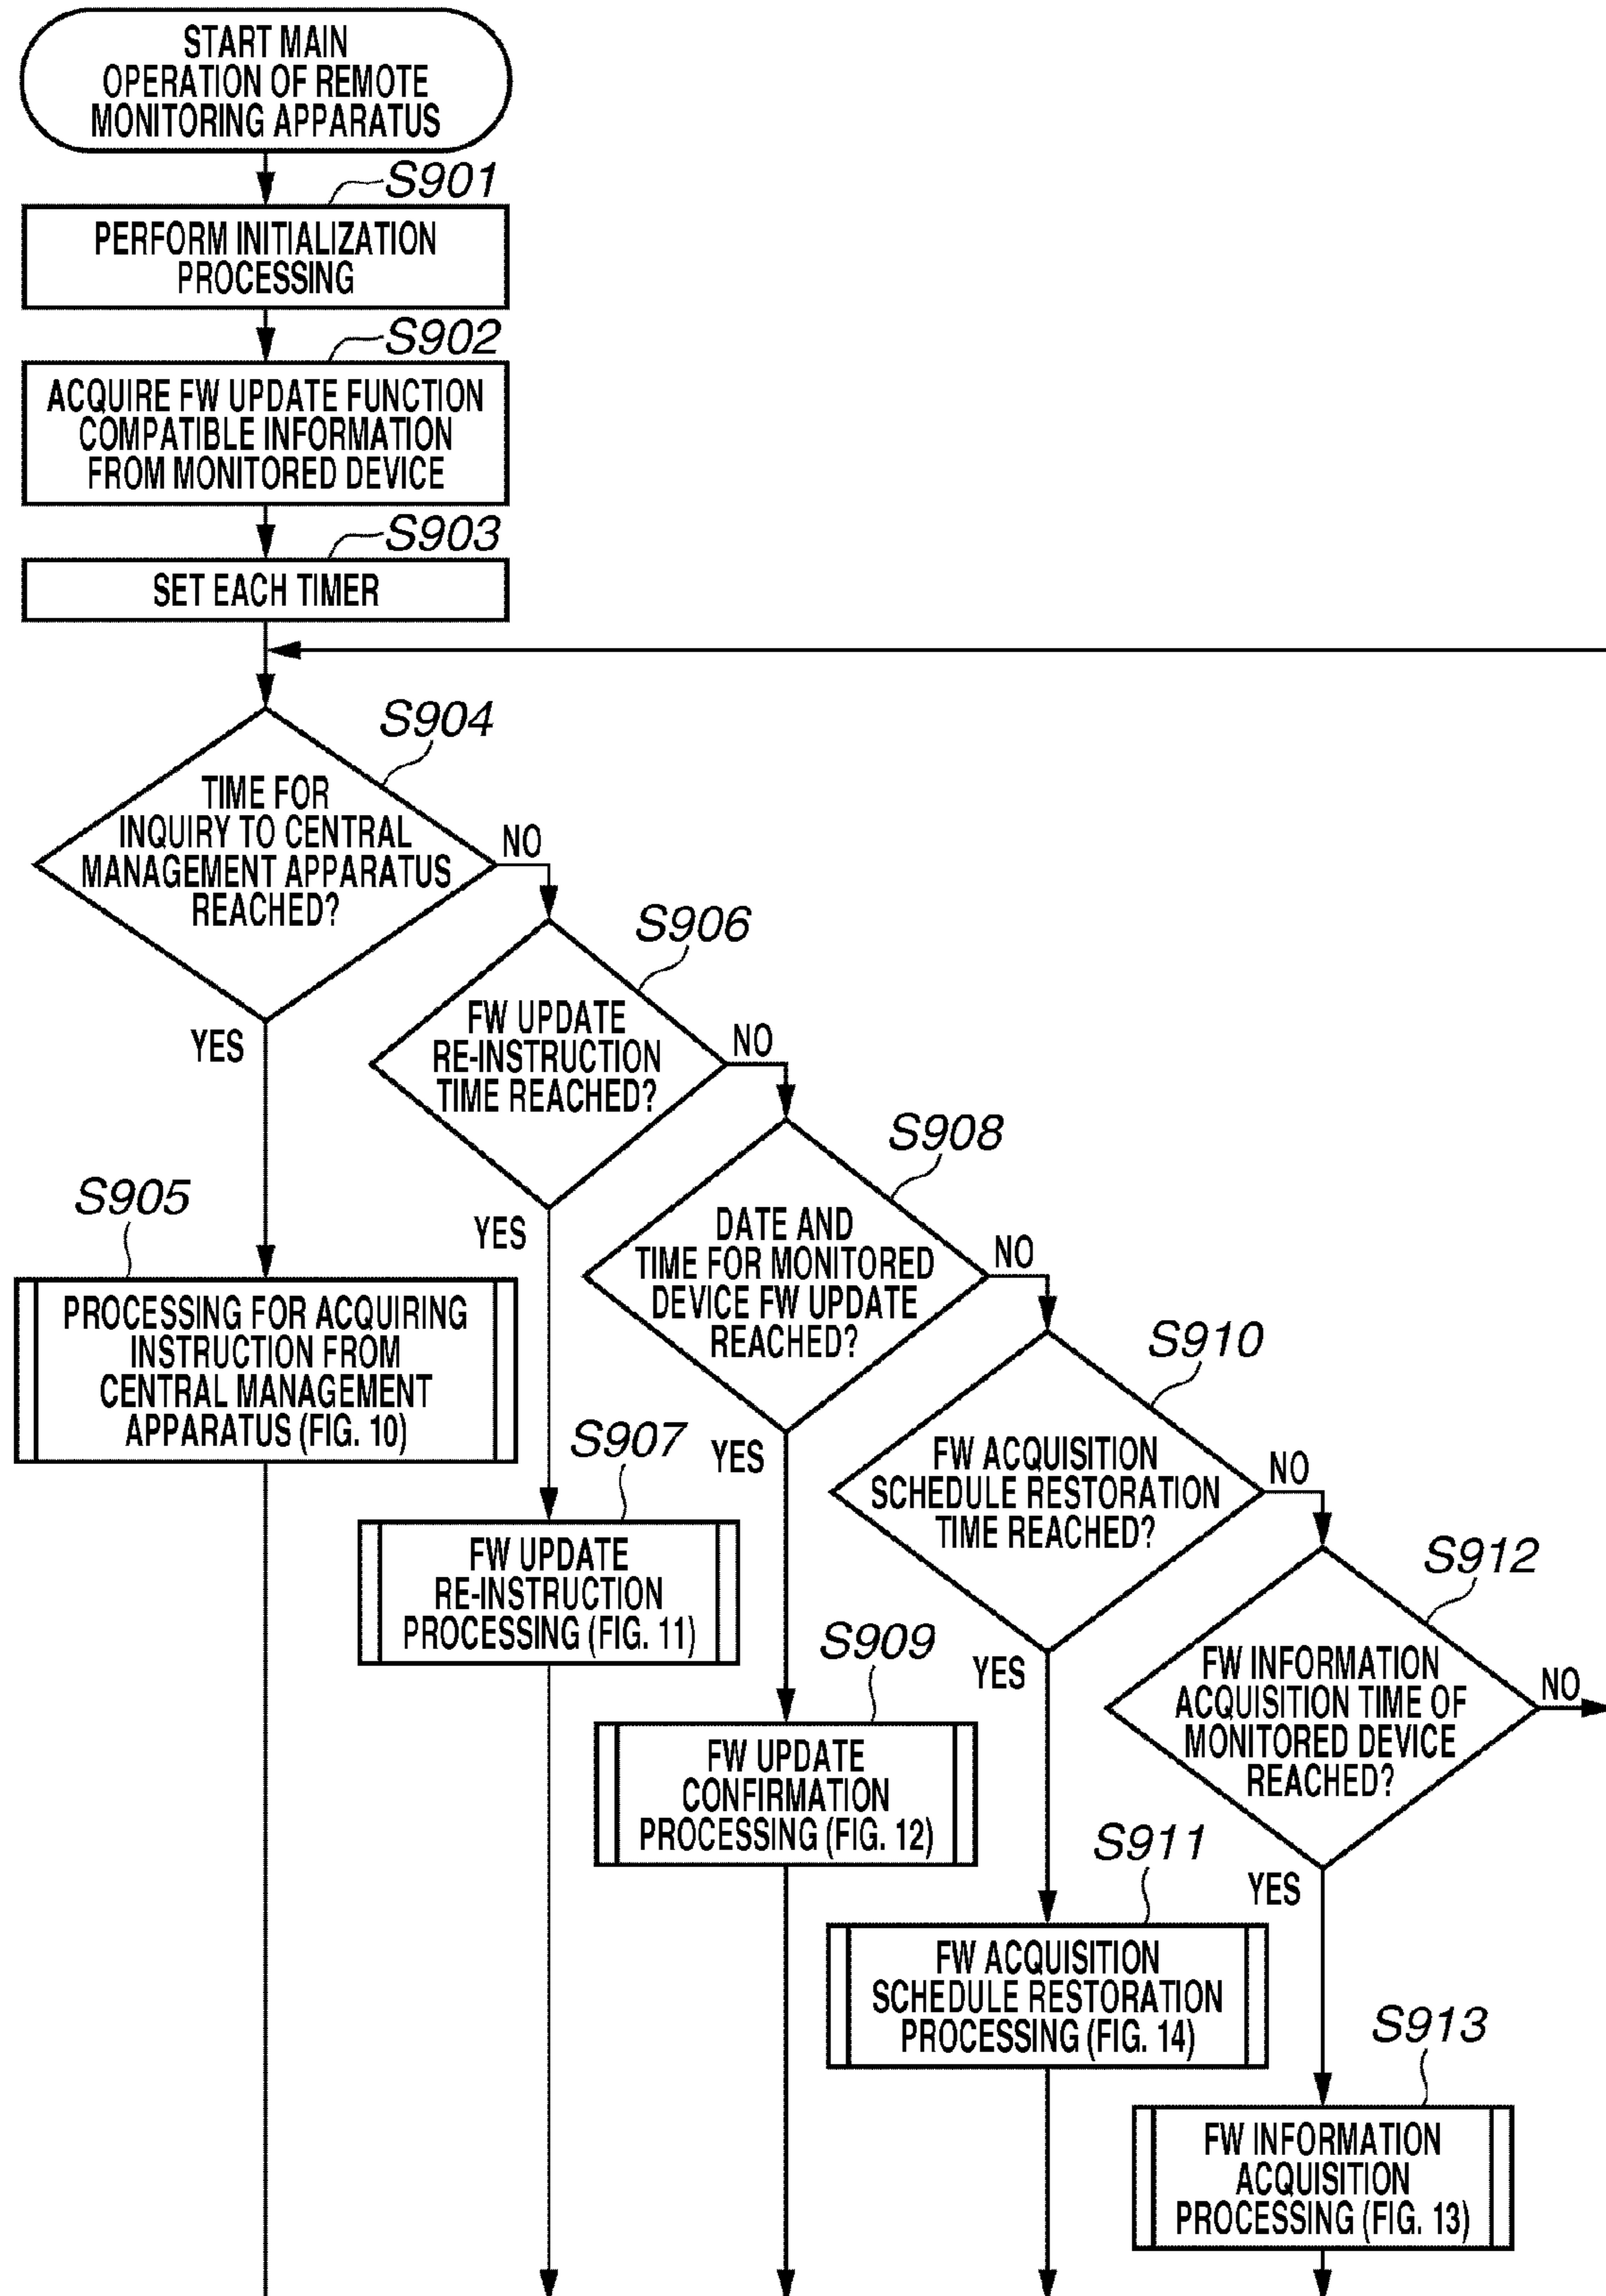 START MAIN
OPERATION OF REMOTE
MONITORING APPARATUS
S901
PERFORM INITIALIZATION
PROCESSING
S902
ACQUIRE FW UPDATE FUNCTION
COMPATIBLE INFORMATION
FROM MONITORED DEVICE
S903
SET EACH TIMER
S904
TIME FOR
INQUIRY TO CENTRAL
MANAGEMENT APPARATUS
REACHED?
NO
YES
S905
PROCESSING FOR ACQUIRING
INSTRUCTION FROM
CENTRAL MANAGEMENT
APPARATUS (FIG. 10)
S906
FW UPDATE
RE-INSTRUCTION
TIME REACHED?
NO
YES
S907
FW UPDATE
RE-INSTRUCTION
PROCESSING (FIG. 11)
S908
DATE AND
TIME FOR MONITORED
DEVICE FW UPDATE
REACHED?
NO
YES
S909
FW UPDATE
CONFIRMATION
PROCESSING (FIG. 12)
S910
FW ACQUISITION
SCHEDULE RESTORATION
TIME REACHED?
NO
YES
S911
FW ACQUISITION
SCHEDULE RESTORATION
PROCESSING (FIG. 14)
S912
FW INFORMATION
ACQUISITION TIME OF
MONITORED DEVICE
REACHED?
NO
YES
S913
FW INFORMATION
ACQUISITION
PROCESSING (FIG. 13)